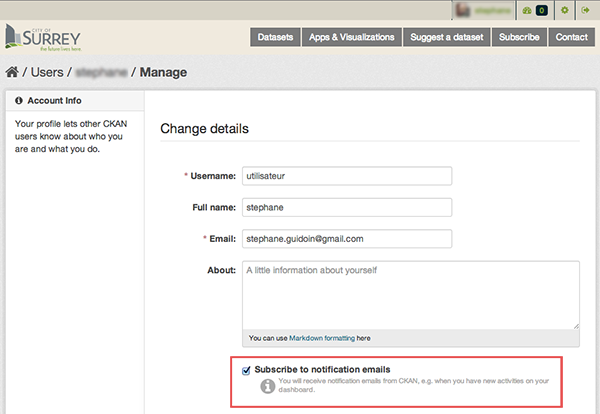 0
CITY OF
SURREY
the future lives here.
Datasets
Apps & Visualizations
Suggest a dataset
Subscribe
Contact
/ Users / / Manage
Account Info
Your profile lets other CKAN
users know about who you
are and what you do.
Change details
* Username:
utilisateur
Full name:
stephane
* Email:
stephane.guidoin@gmail.com
About:
A little information about yourself
You can use Markdown formatting here
Subscribe to notification emails
You will receive notification emails from CKAN, e.g. when you have new activities on your
dashboard.